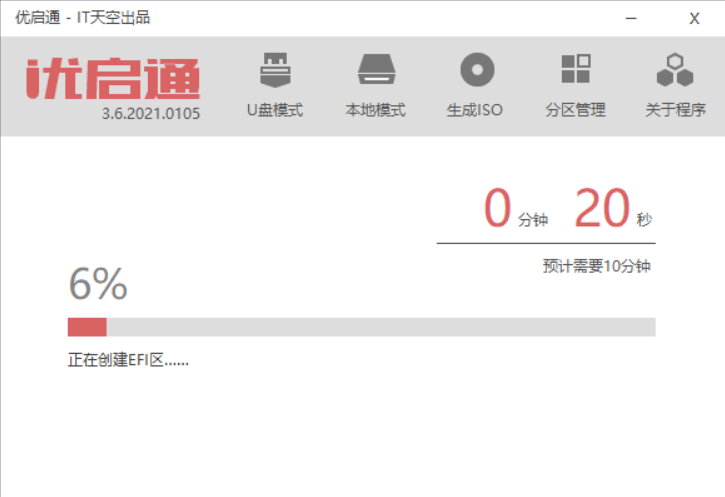 优启通 - IT天空出品
优启通
3.6.2021.0105
U盘模式 本地模式 生成ISO 分区管理 关于程序
0 分钟 20 秒
预计需要10分钟
6%
正在创建EFI区......